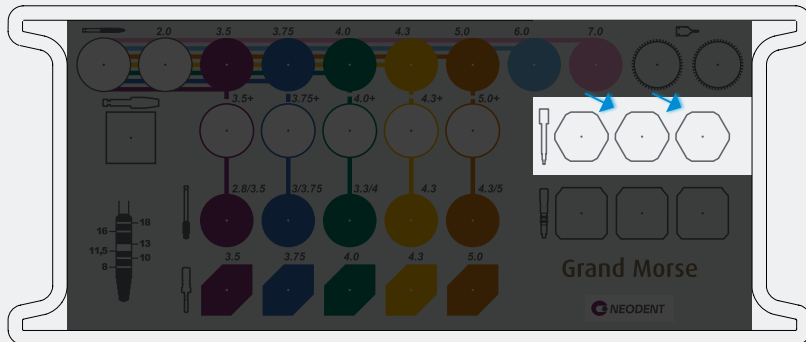 2.0 3.5 3.75 4.0 4.3 5.0 6.0 7.0
3.5+ 3.75+ 4.0+ 4.3+ 5.0+
2.8/3.5 3/3.75 3.3/4 4.3 4.3/5
18
16
13
11,5
10
8
3.5 3.75 4.0 4.3 5.0
Grand Morse
NEODENT